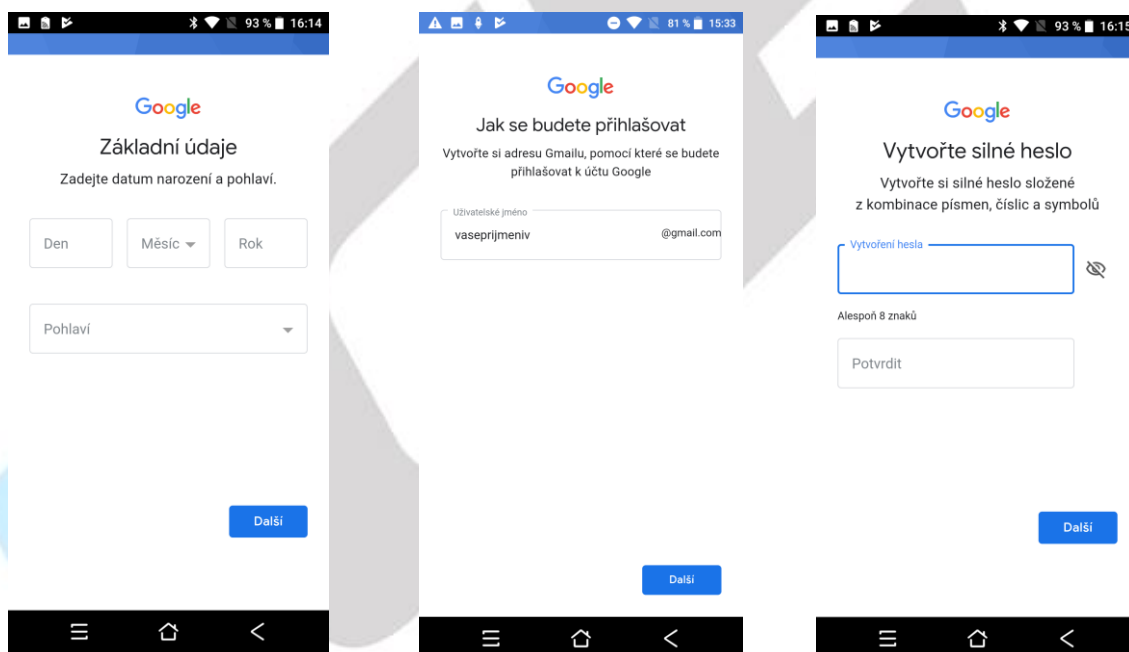 93 % 16:14
Google
Základní údaje
Zadejte datum narození a pohlaví.
Den
Měsíc
Rok
Pohlaví
Další
81 % 15:33
Google
Jak se budete přihlašovat
Vytvořte si adresu Gmailu, pomocí které se budete
přihlašovat k účtu Google
Uživatelské jméno
vaseprijmeniv @gmail.com
Další
93 % 16:15
Google
Vytvořte silné heslo
Vytvořte si silné heslo složené
z kombinace písmen, číslic a symbolů
Vytvoření hesla
Alespoň 8 znaků
Potvrdit
Další